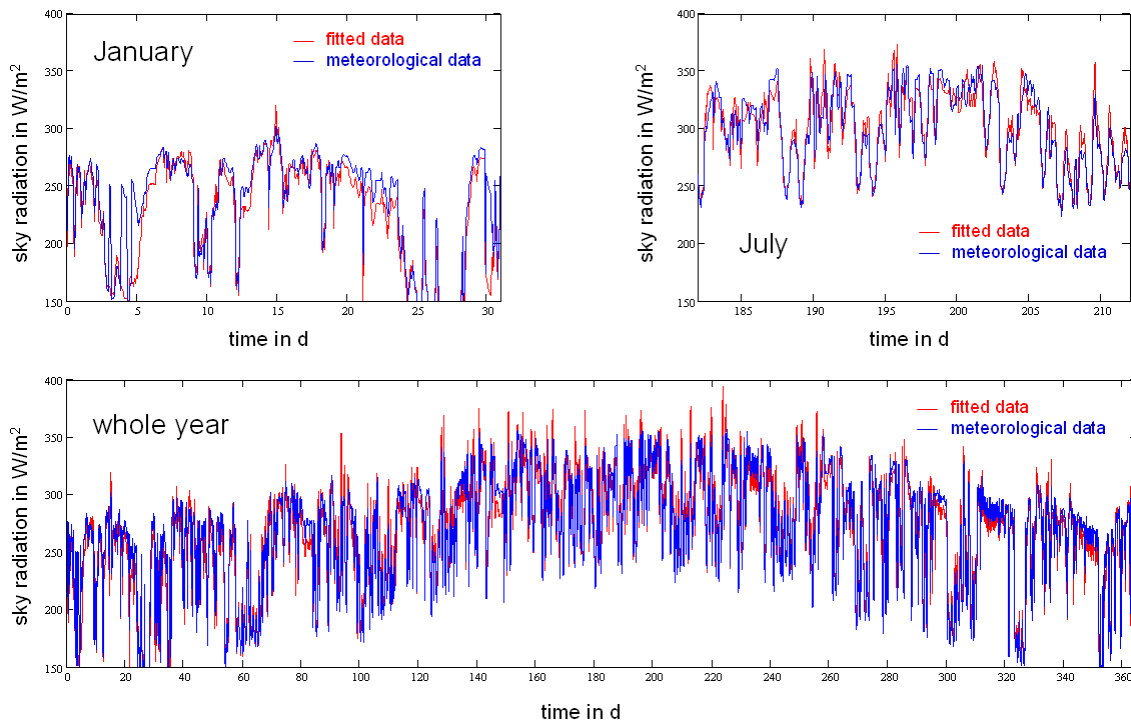 January
fitted data
meteorological data
sky radiation in W/m²
400
350
300
250
200
150
0 5 10 15 20 25 30
time in d
sky radiation in W/m²
400
350
300
250
200
150
fitted data
meteorological data
July
185 190 195 200 205 210
time in d
whole year
fitted data
meteorological data
sky radiation in W/m²
400
350
300
250
200
150
0 20 40 60 80 100 120 140 160 180 200 220 240 260 280 300 320 340 360
time in d